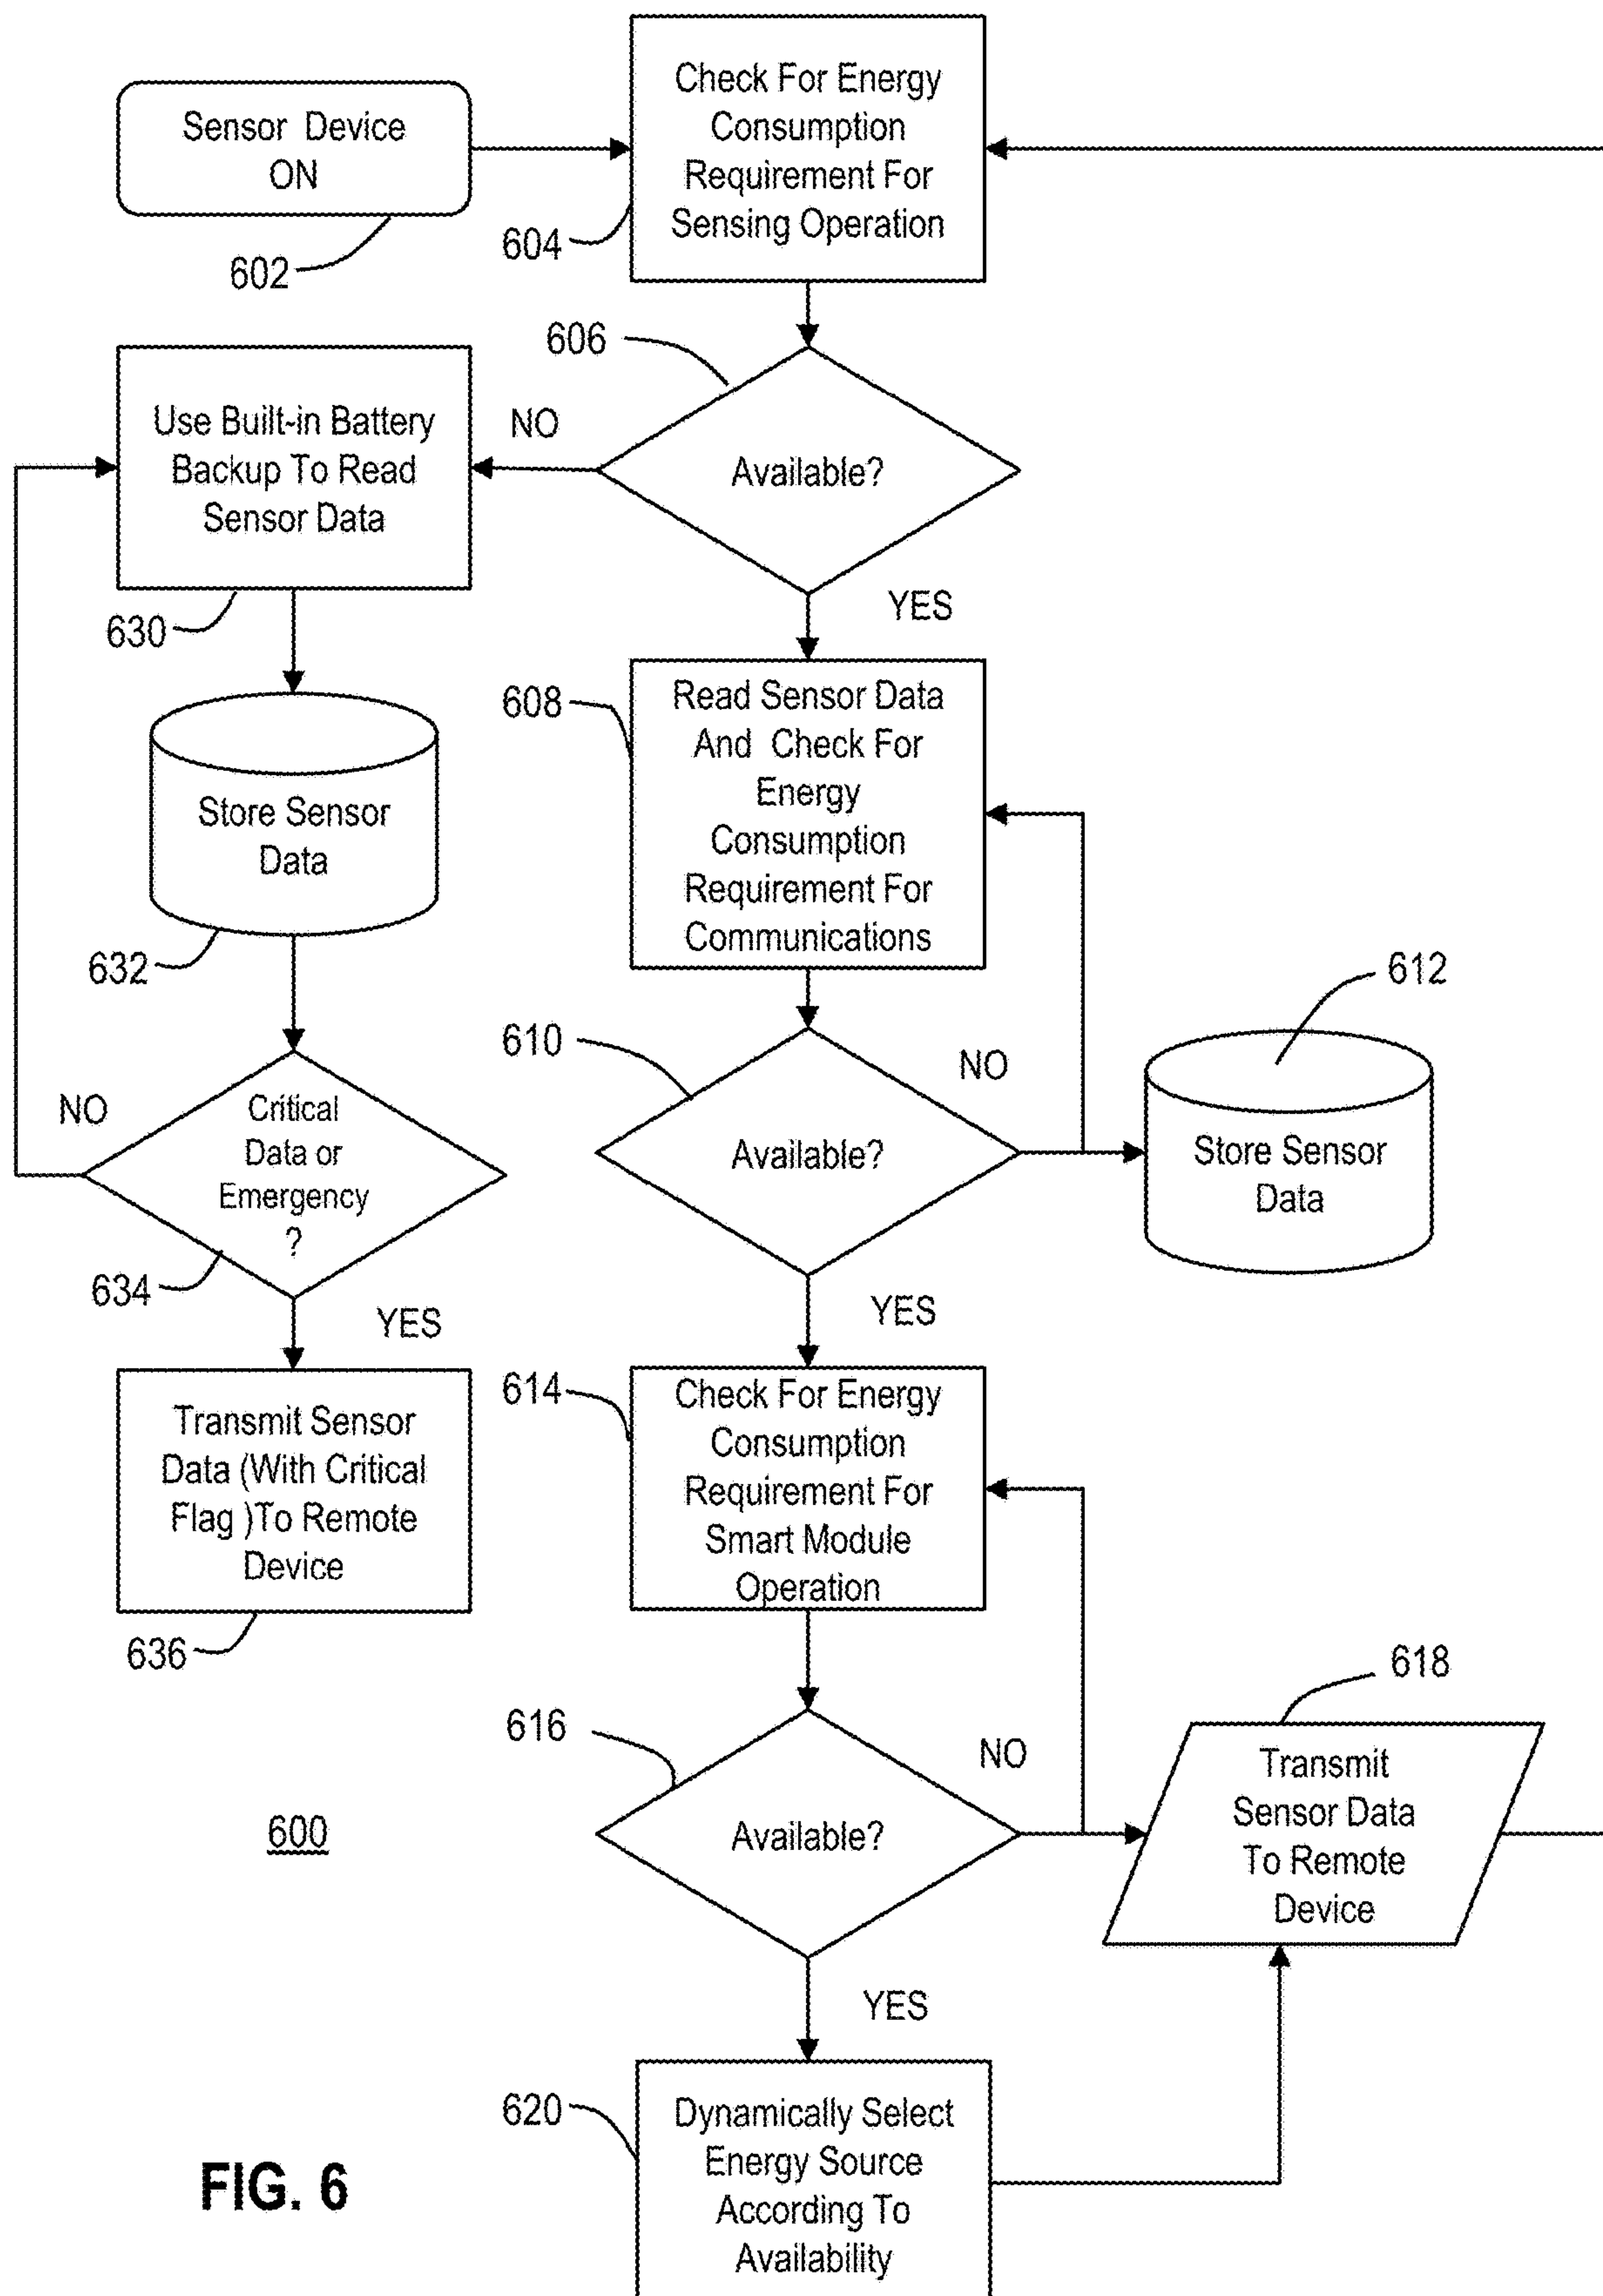 Sensor Device
ON
602
Check For Energy
Consumption
Requirement For
Sensing Operation
604
606
Available?
NO
YES
Use Built-in Battery
Backup To Read
Sensor Data
630
Store Sensor
Data
632
Critical
Data or
Emergency
?
NO
634
YES
Transmit Sensor
Data (With Critical
Flag )To Remote
Device
636
608
Read Sensor Data
And Check For
Energy
Consumption
Requirement For
Communications
610
Available?
NO
YES
612
Store Sensor
Data
614
Check For Energy
Consumption
Requirement For
Smart Module
Operation
616
Available?
NO
YES
618
Transmit
Sensor Data
To Remote
Device
620
Dynamically Select
Energy Source
According To
Availability
600
FIG. 6